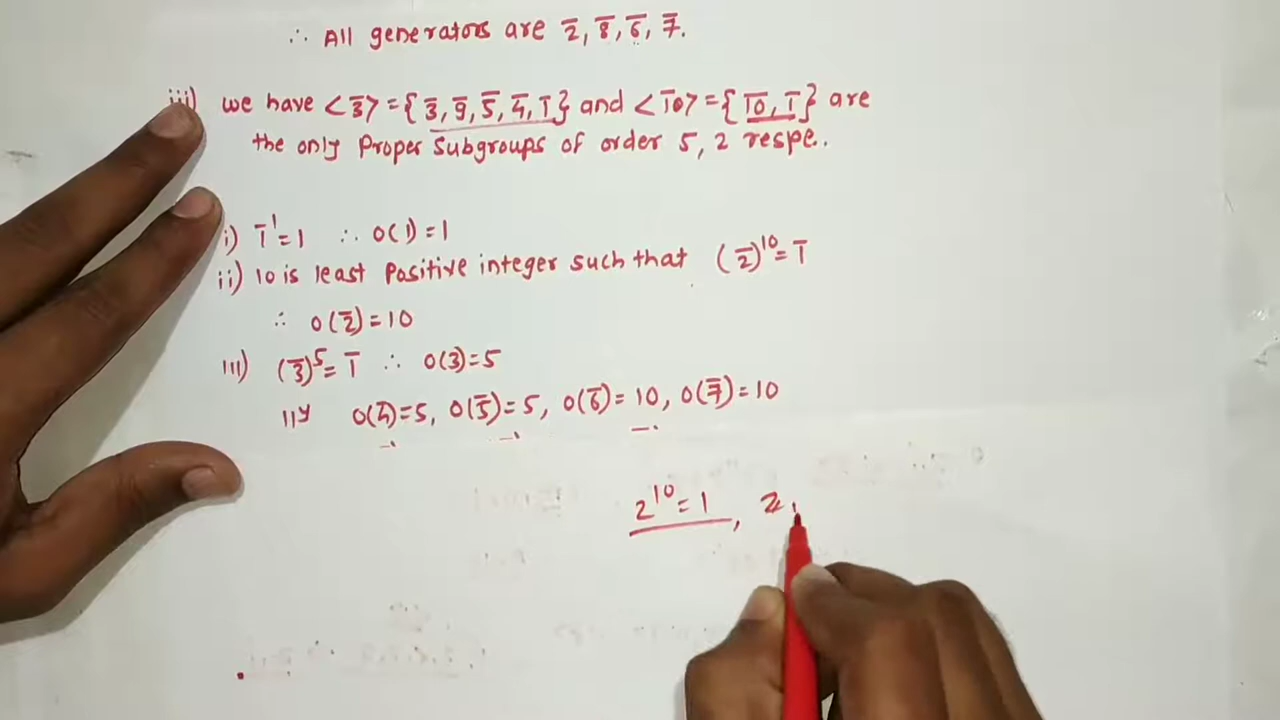 ∴ All generators are 2̅, 8̅, 6̅, 7̅.
iii) we have <3̅> = {3̅, 9̅, 5̅, 4̅, 1̅} and <1̅0̅> = {1̅0̅, 1̅} are
the only Proper subgroups of order 5, 2 respe..
i) 1̅¹ = 1 ∴ o(1) = 1
ii) 10 is least Positive integer such that (2̅)¹⁰ = 1̅
∴ o(2̅) = 10
iii) (3̅)⁵ = 1̅ ∴ o(3) = 5
lly o(4̅) = 5, o(5̅) = 5, o(6̅) = 10, o(7̅) = 10
2¹⁰ = 1,